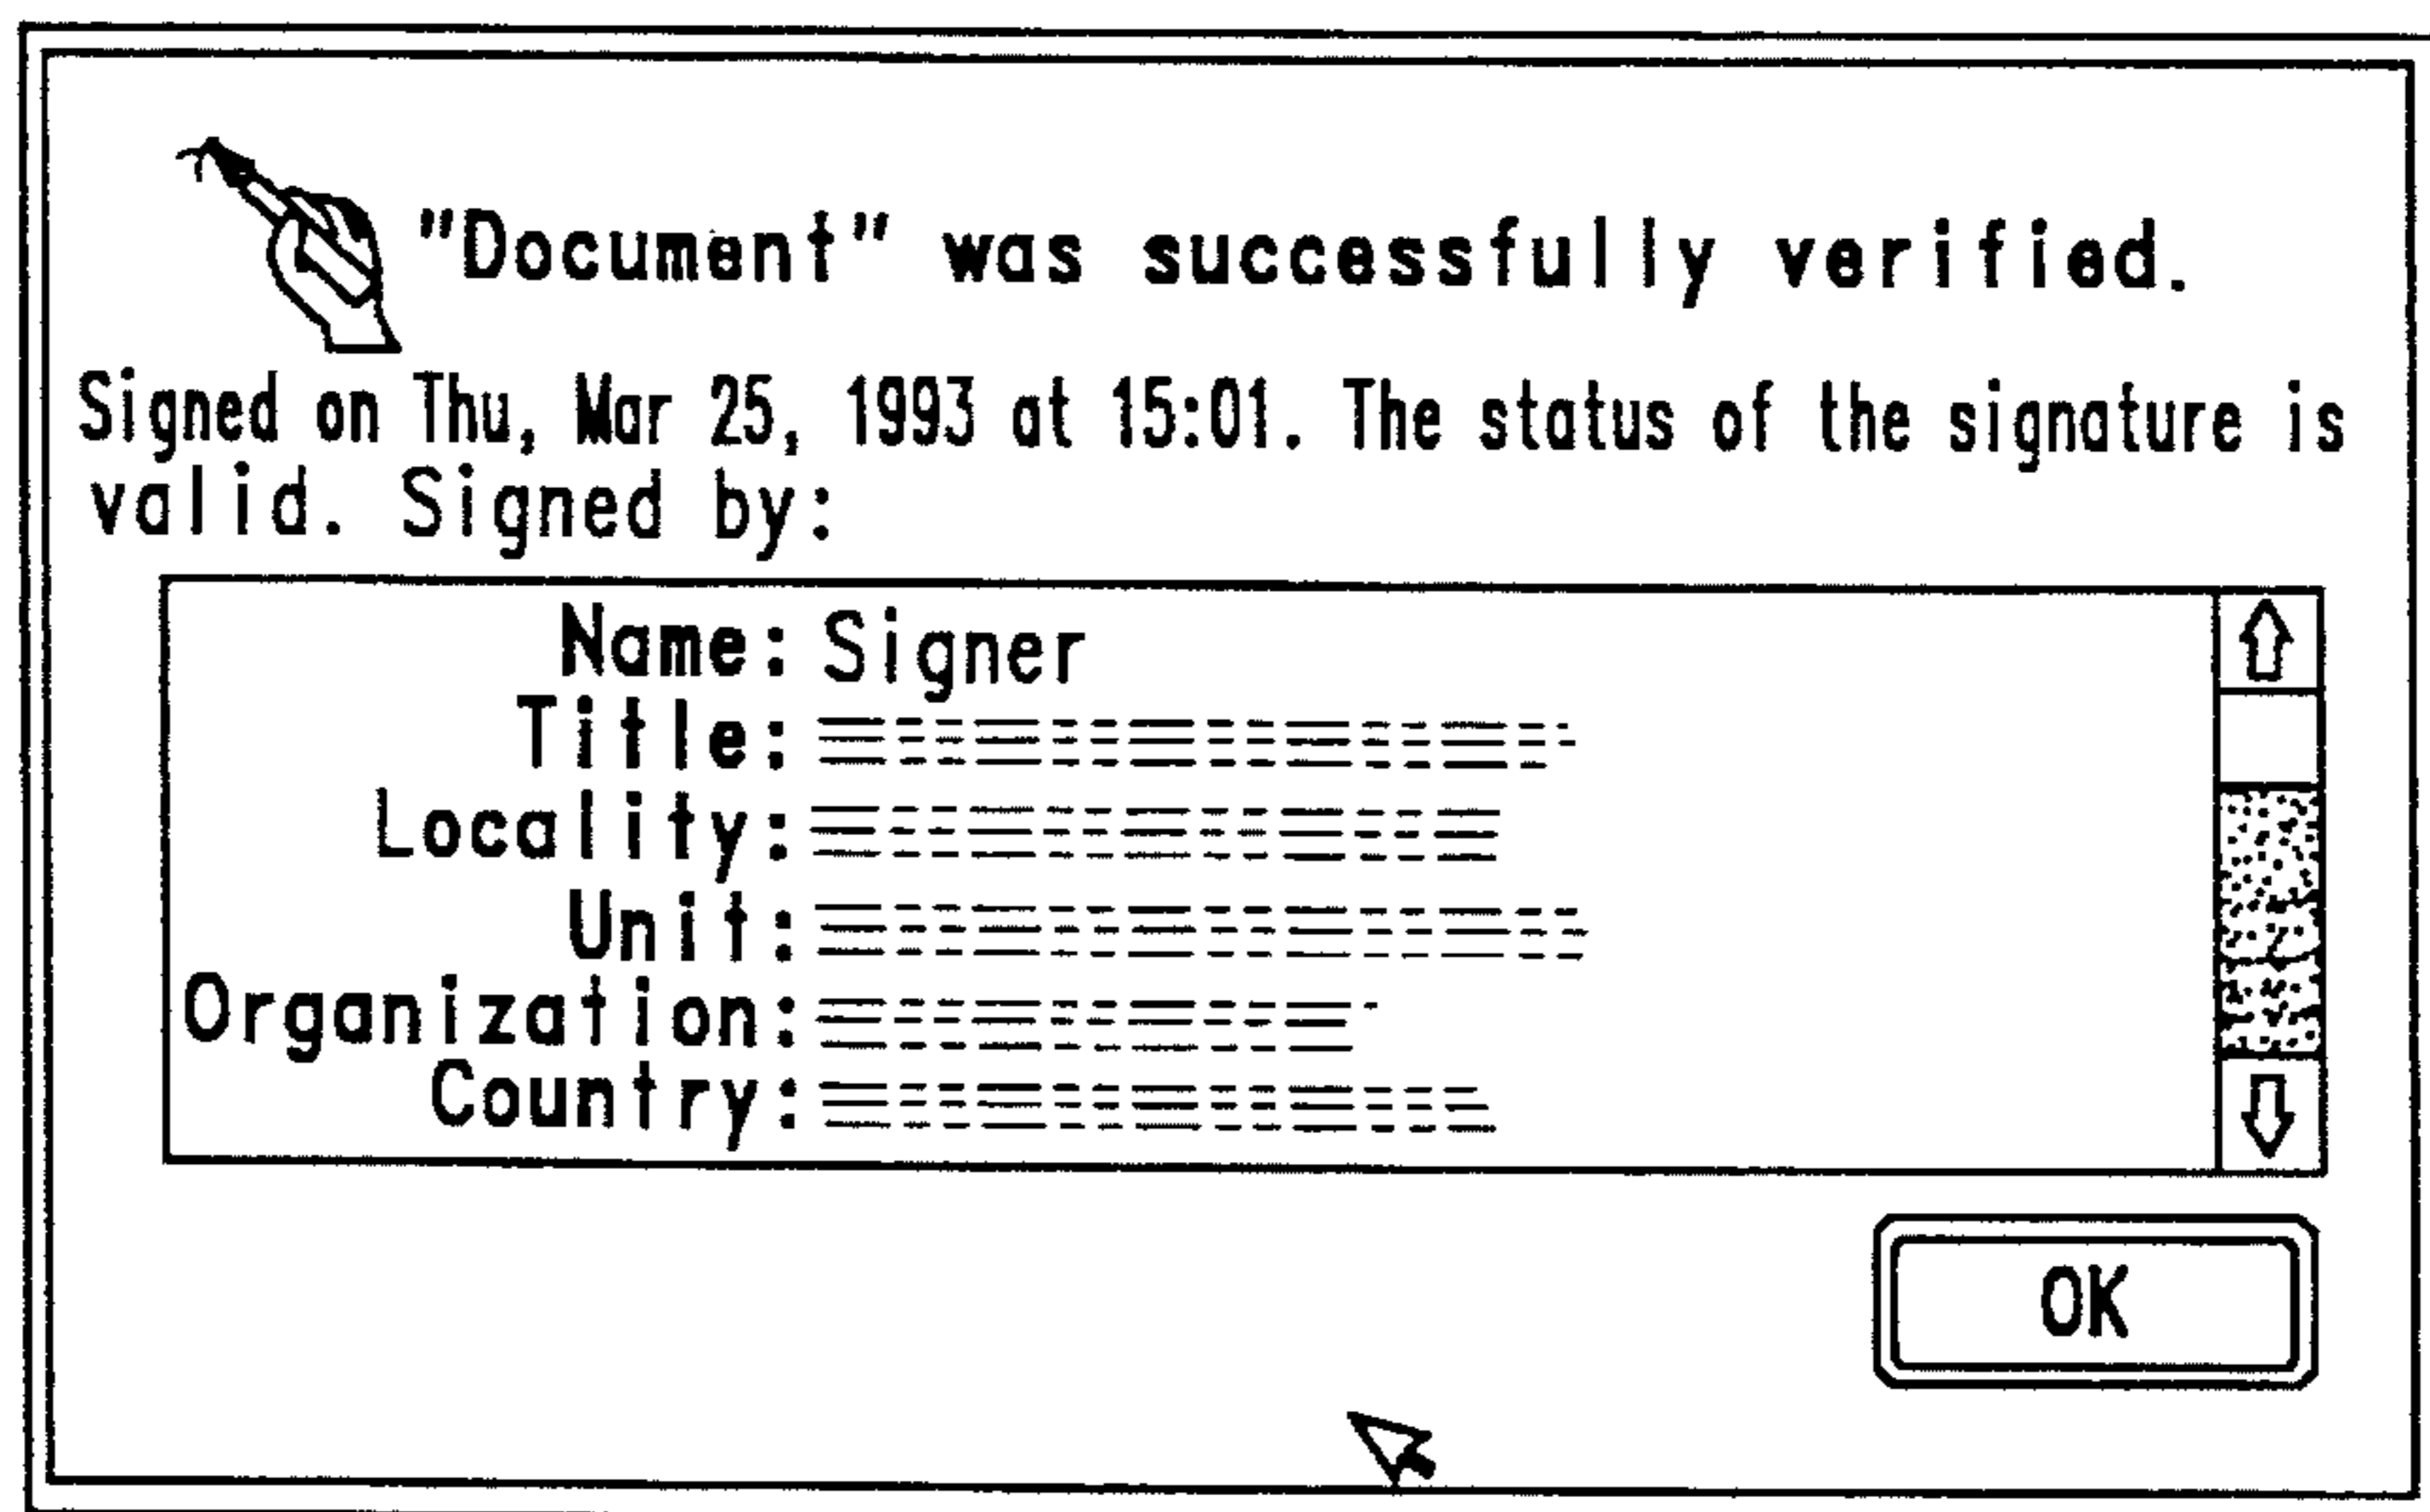 "Document" was successfully verified.
Signed on Thu, Mar 25, 1993 at 15:01. The status of the signature is
valid. Signed by:
Name: Signer
Title:
Locality:
Unit:
Organization:
Country:
OK